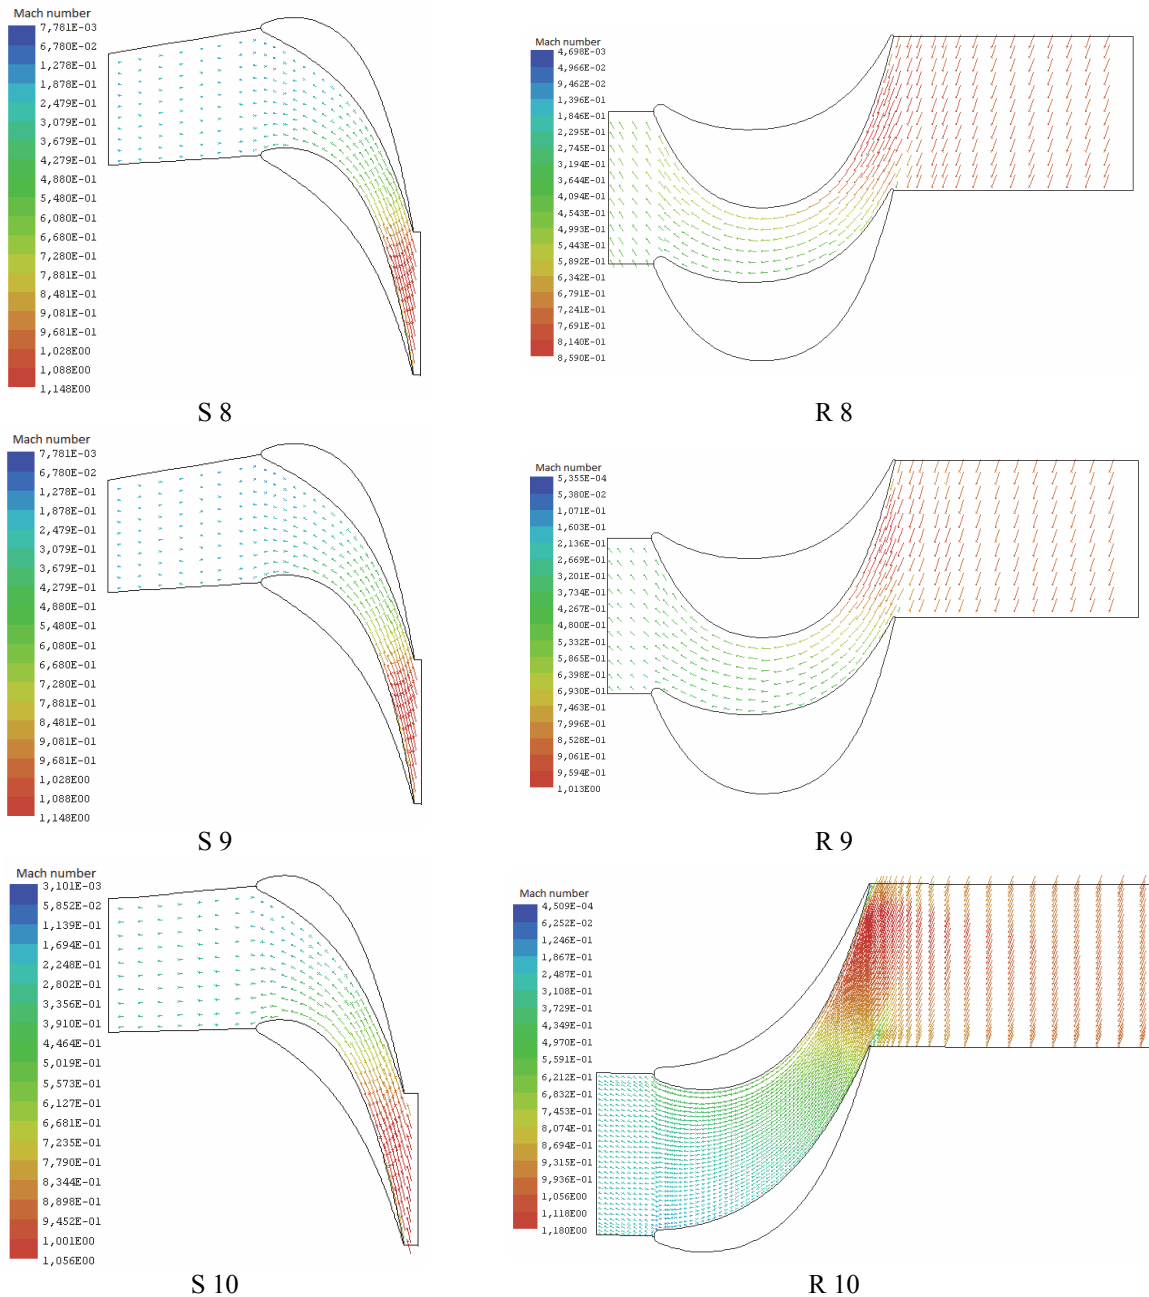 Mach number
7,781E-03
6,780E-02
1,278E-01
1,878E-01
2,479E-01
3,079E-01
3,679E-01
4,279E-01
4,880E-01
5,480E-01
6,080E-01
6,680E-01
7,280E-01
7,881E-01
8,481E-01
9,081E-01
9,681E-01
1,028E00
1,088E00
1,148E00
S 8
Mach number
4,698E-03
4,966E-02
9,462E-02
1,396E-01
1,846E-01
2,295E-01
2,745E-01
3,194E-01
3,644E-01
4,094E-01
4,543E-01
4,993E-01
5,443E-01
5,892E-01
6,342E-01
6,791E-01
7,241E-01
7,691E-01
8,140E-01
8,590E-01
R 8
Mach number
7,781E-03
6,780E-02
1,278E-01
1,878E-01
2,479E-01
3,079E-01
3,679E-01
4,279E-01
4,880E-01
5,480E-01
6,080E-01
6,680E-01
7,280E-01
7,881E-01
8,481E-01
9,081E-01
9,681E-01
1,028E00
1,088E00
1,148E00
S 9
Mach number
5,355E-04
5,380E-02
1,071E-01
1,603E-01
2,136E-01
2,669E-01
3,201E-01
3,734E-01
4,267E-01
4,800E-01
5,332E-01
5,865E-01
6,398E-01
6,930E-01
7,463E-01
7,996E-01
8,528E-01
9,061E-01
9,594E-01
1,013E00
R 9
Mach number
3,101E-03
5,852E-02
1,139E-01
1,694E-01
2,248E-01
2,802E-01
3,356E-01
3,910E-01
4,464E-01
5,019E-01
5,573E-01
6,127E-01
6,681E-01
7,235E-01
7,790E-01
8,344E-01
8,898E-01
9,452E-01
1,001E00
1,056E00
S 10
Mach number
4,509E-04
6,252E-02
1,246E-01
1,867E-01
2,487E-01
3,108E-01
3,729E-01
4,349E-01
4,970E-01
5,591E-01
6,212E-01
6,832E-01
7,453E-01
8,074E-01
8,694E-01
9,315E-01
9,936E-01
1,056E00
1,118E00
1,180E00
R 10